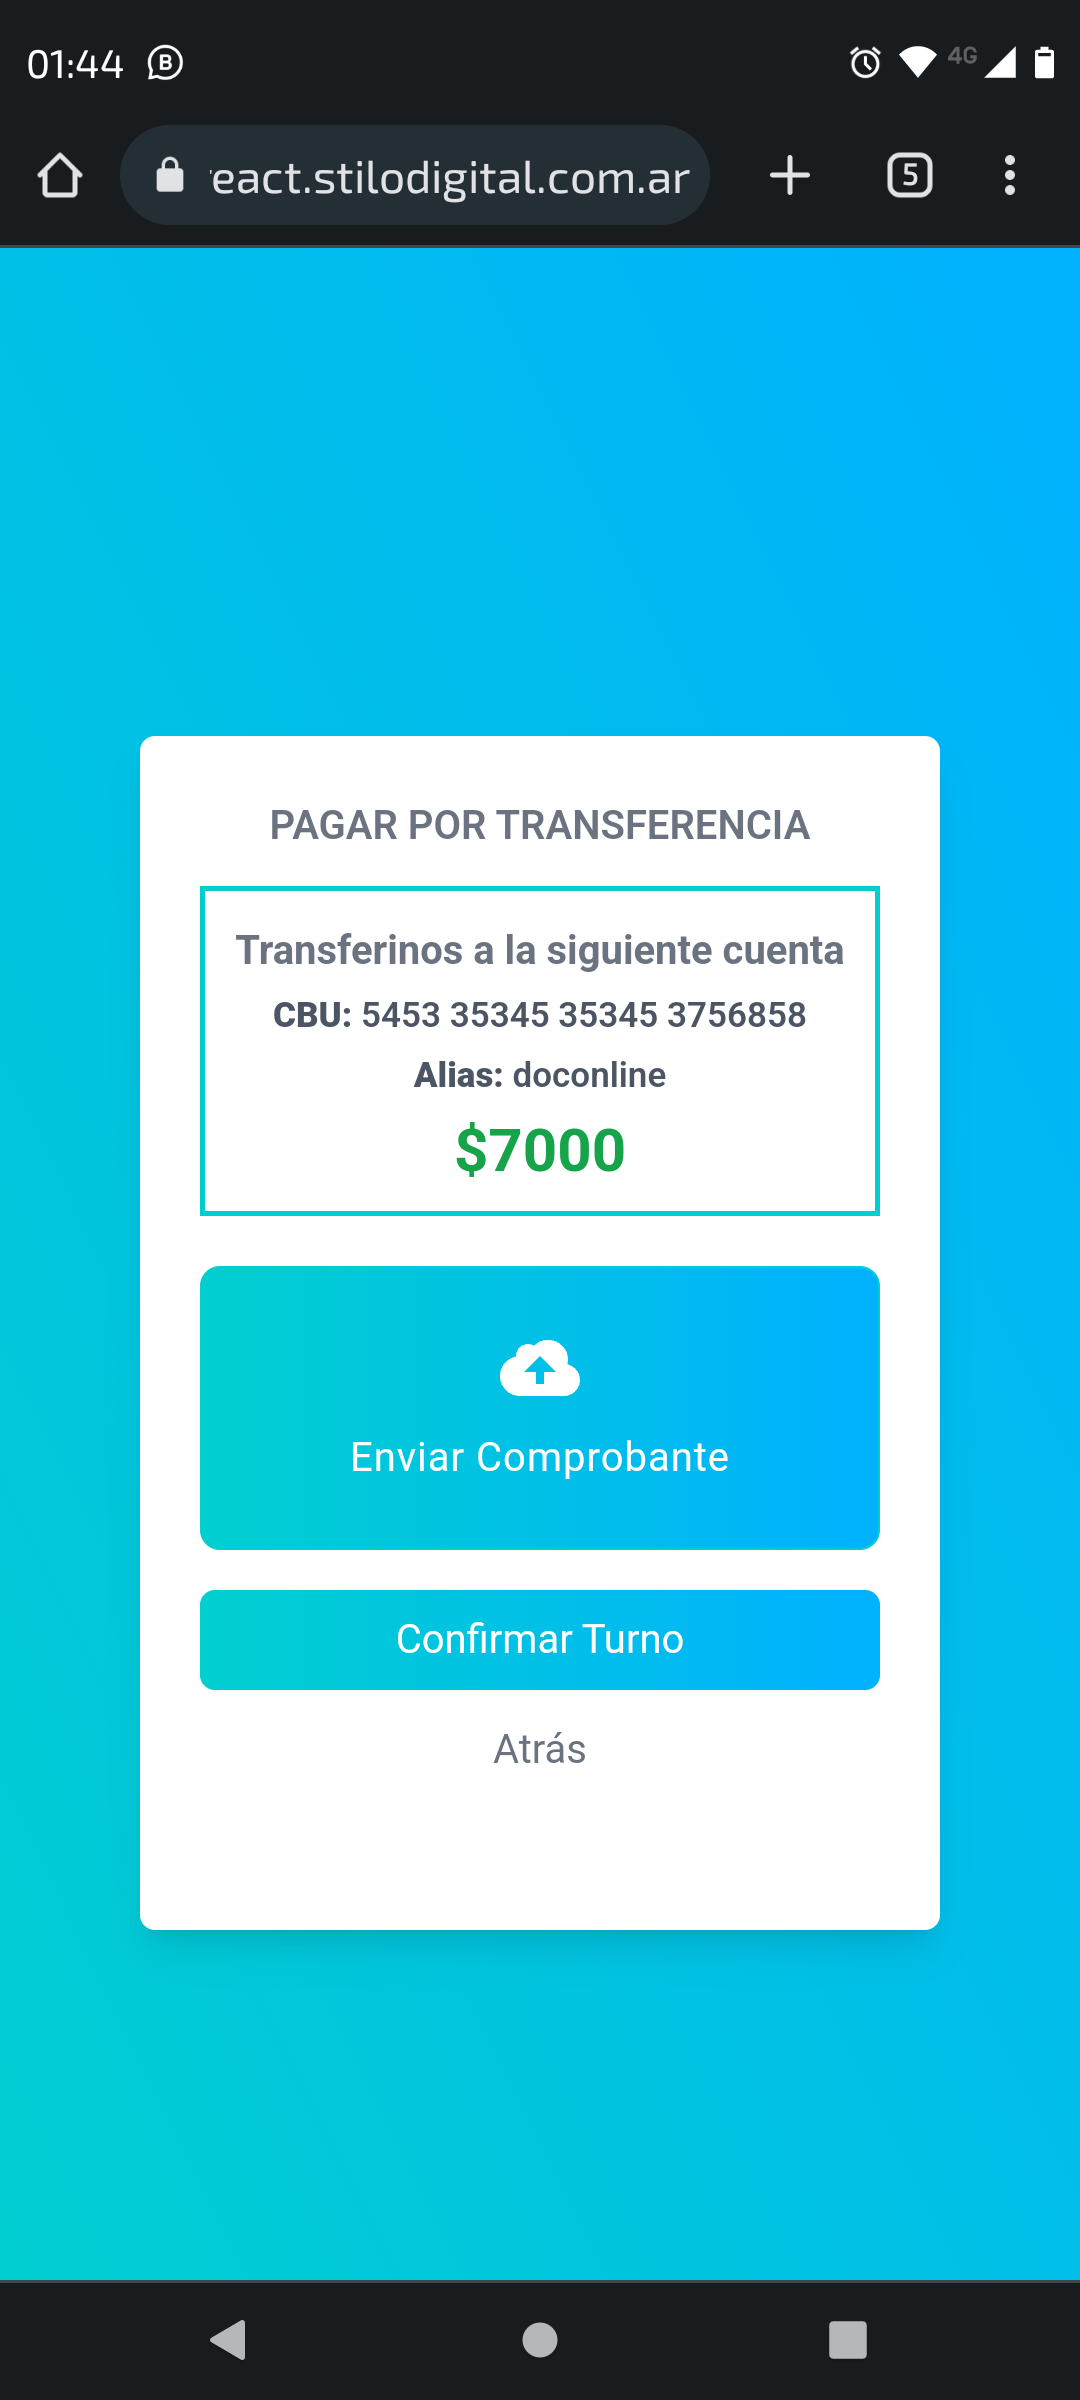 01:44
4G
eact.stilodigital.com.ar
5
PAGAR POR TRANSFERENCIA
Transferinos a la siguiente cuenta
CBU: 5453 35345 35345 3756858
Alias: doconline
$7000
Enviar Comprobante
Confirmar Turno
Atrás